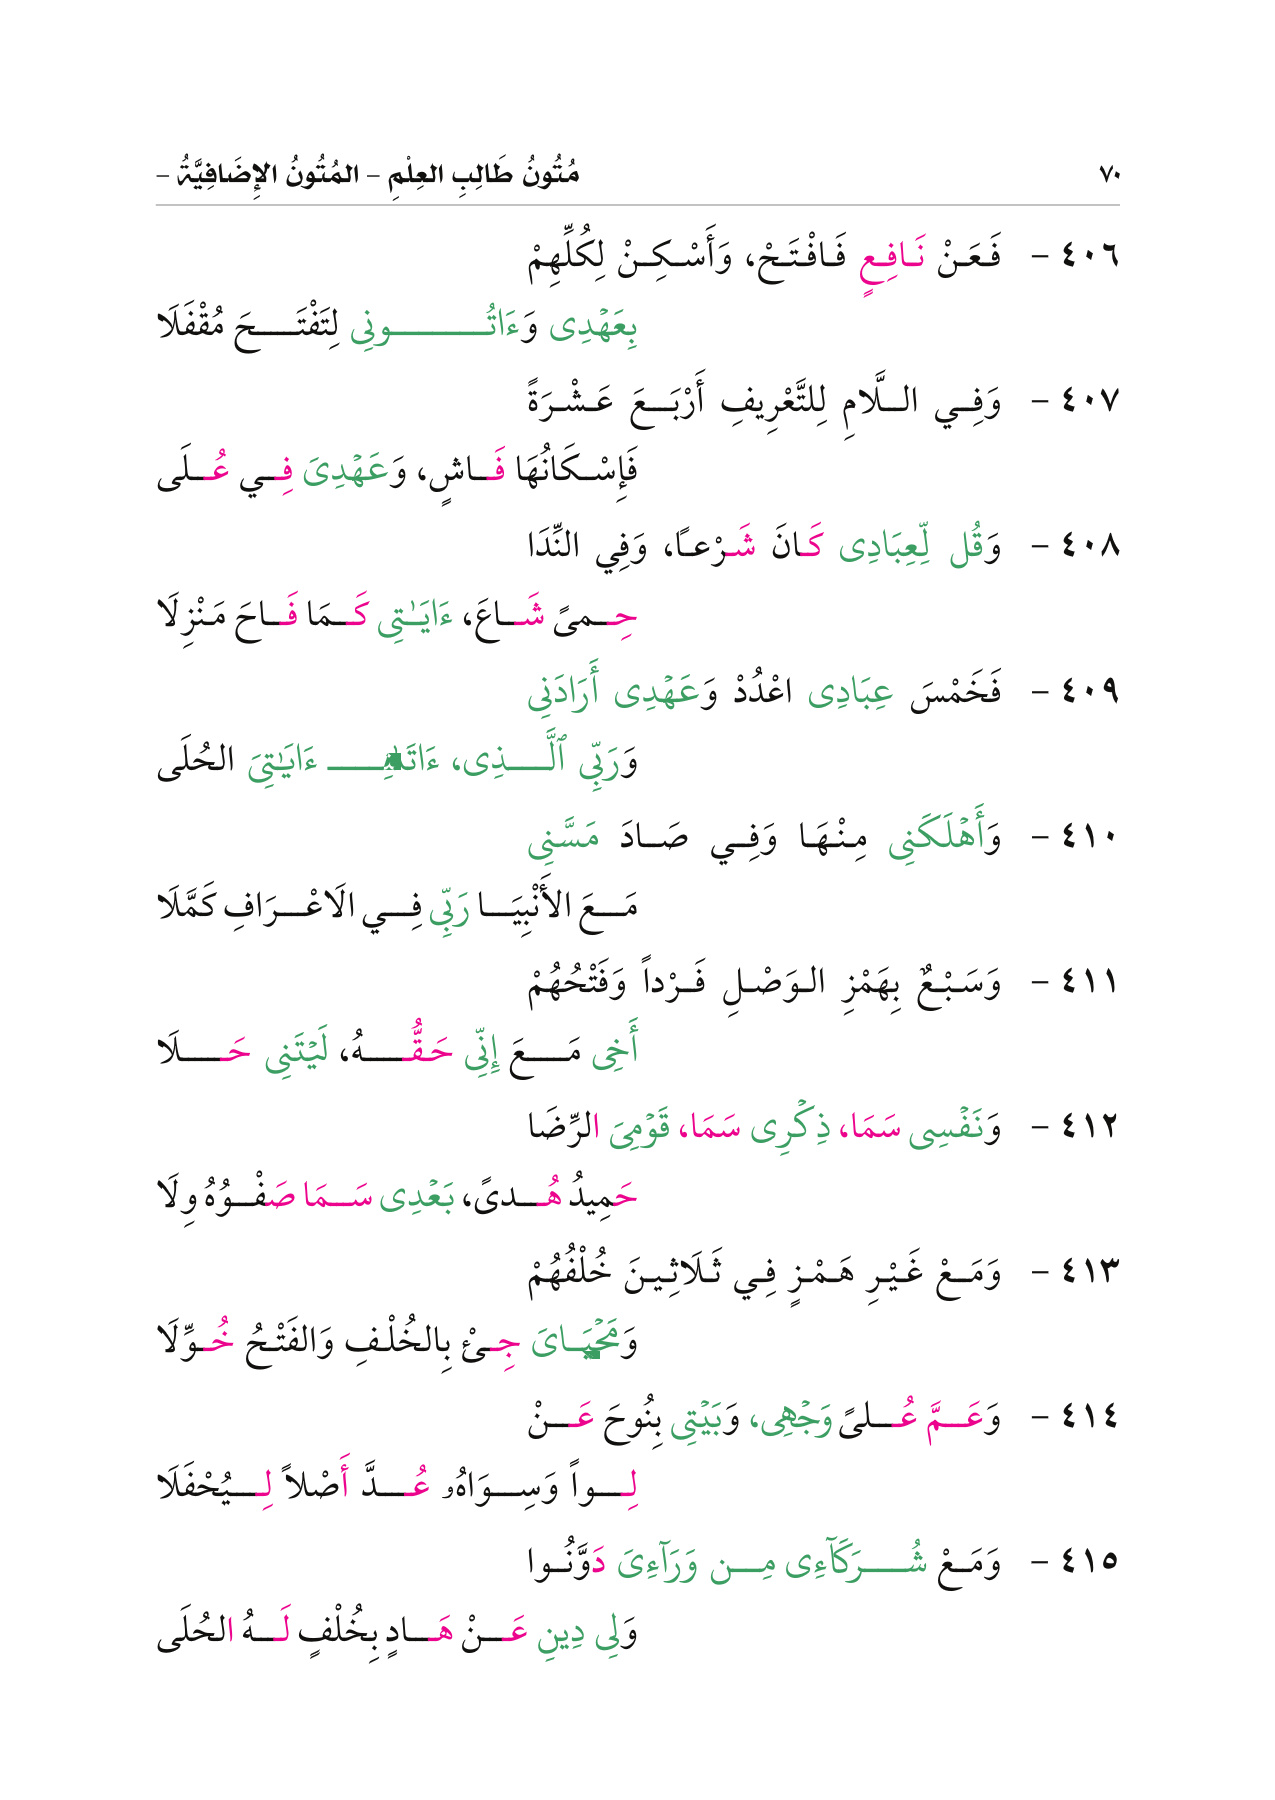 ٧٠ مُتُونُ طَالِبِ العِلْمِ – المُتُونُ الإِضَافِيَّةُ –
٤٠٦ – فَعَنْ نَافِعٍ فَافْتَحْ، وَأَسْكِنْ لِكُلِّهِمْ
بِعَهْدِى وَءَاتُونِى لِتَفْتَحَ مُقْفَلَا
٤٠٧ – وَفِي اللَّامِ لِلتَّعْرِيفِ أَرْبَعَ عَشْرَةً
فَإِسْكَانُهَا فَاشٍ، وَعَهْدِىَ فِي عُلَى
٤٠٨ – وَقُل لِّعِبَادِى كَانَ شَرْعًا، وَفِي النِّدَا
حِمىً شَاعَ، ءَايَٰتِى كَمَا فَاحَ مَنْزِلَا
٤٠٩ – فَخَمْسَ عِبَادِى اعْدُدْ وَعَهْدِى أَرَادَنِى
وَرَبِّى ٱلَّذِى، ءَاتَىٰنِ ءَايَٰتِىَ الحُلَى
٤١٠ – وَأَهْلَكَنِى مِنْهَا وَفِي صَادَ مَسَّنِى
مَعَ الأَنْبِيَا رَبِّى فِي الَاعْرَافِ كَمَّلَا
٤١١ – وَسَبْعٌ بِهَمْزِ الوَصْلِ فَرْداً وَفَتْحُهُمْ
أَخِى مَعَ إِنِّى حَقُّهُ، لَيْتَنِى حَلَا
٤١٢ – وَنَفْسِى سَمَا، ذِكْرِى سَمَا، قَوْمِىَ الرِّضَا
حَمِيدُ هُدىً، بَعْدِى سَمَا صَفْوُهُ وِلَا
٤١٣ – وَمَعْ غَيْرِ هَمْزٍ فِي ثَلَاثِينَ خُلْفُهُمْ
وَمَحْيَاىَ جِئْ بِالخُلْفِ وَالفَتْحُ خُوِّلَا
٤١٤ – وَعَمَّ عُلىً وَجْهِى، وَبَيْتِى بِنُوحَ عَنْ
لِواً وَسِوَاهُۥ عُدَّ أَصْلاً لِيُحْفَلَا
٤١٥ – وَمَعْ شُرَكَآءِى مِن وَرَآءِىَ دَوَّنُوا
وَلِى دِينِ عَنْ هَادٍ بِخُلْفٍ لَهُ الحُلَى